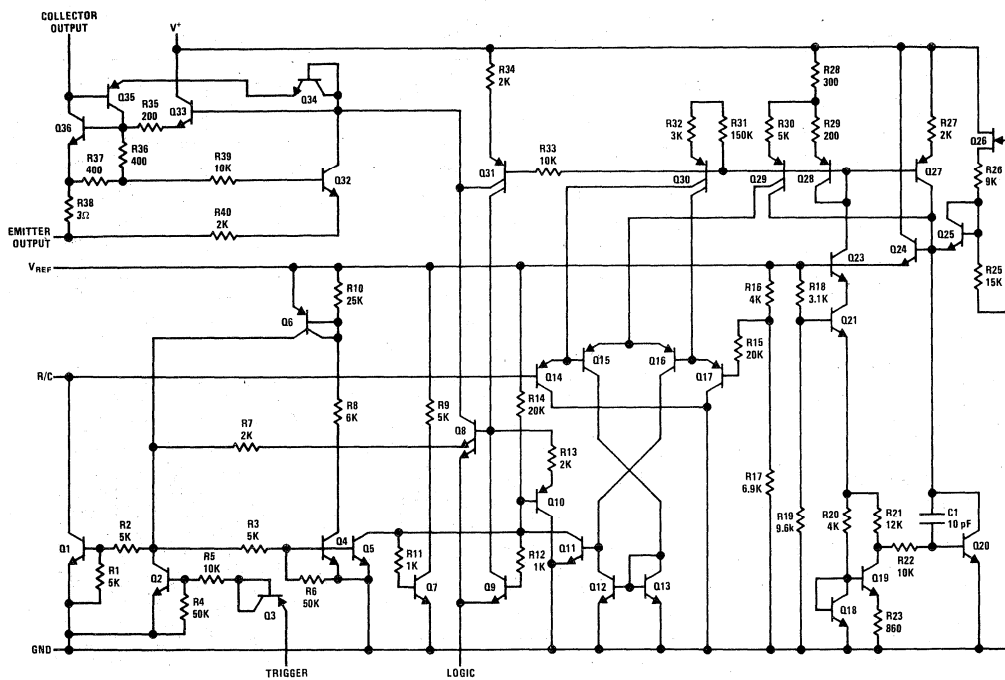 COLLECTOR
OUTPUT
V+
R34
2K
R28
300
Q35
R35
200
Q33
Q34
Q36
R36
400
R37
400
R39
10K
R38
3Ω
Q32
EMITTER
OUTPUT
R40
2K
Q31
R33
10K
R32
3K
R31
150K
R30
5K
R29
200
R27
2K
Q26
R26
9K
Q30
Q29
Q28
Q27
Q25
Q24
R25
15K
Q23
VREF
R10
25K
R16
4K
R18
3.1K
Q6
Q21
R15
20K
Q15
Q16
R/C
Q14
Q17
R8
6K
R9
5K
R14
20K
R7
2K
Q8
R13
2K
R17
6.9K
Q10
R19
9.6k
R20
4K
R21
12K
C1
10 pF
Q20
R2
5K
R3
5K
Q4
Q5
Q1
R5
10K
Q2
R11
1K
R12
1K
Q11
R22
10K
R1
5K
R4
50K
R6
50K
Q3
Q7
Q9
Q12
Q13
Q19
Q18
R23
860
GND
TRIGGER
LOGIC